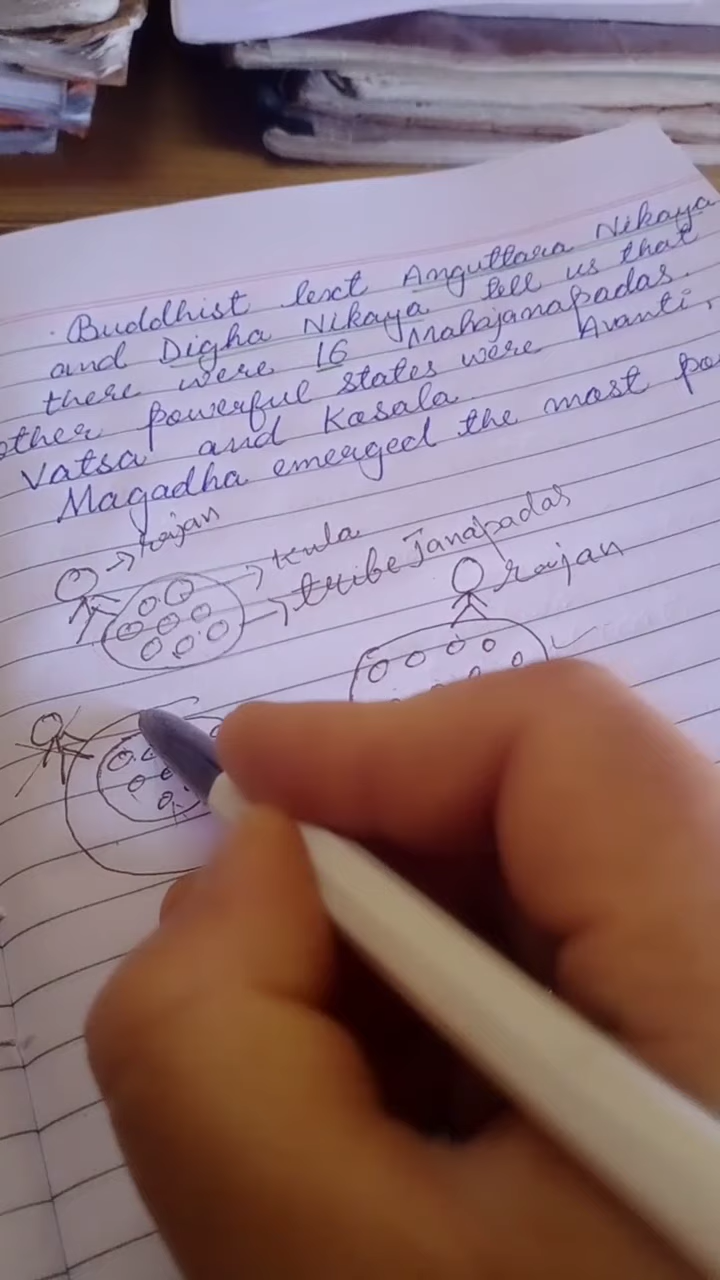 Buddhist text Anguttara Nikaya
and Digha Nikaya tell us that
there were 16 Mahajanapadas.
other powerful states were Avanti,
Vatsa and Kosala.
Magadha emerged the most
rajan
kula
tribe Janapadas
rajan